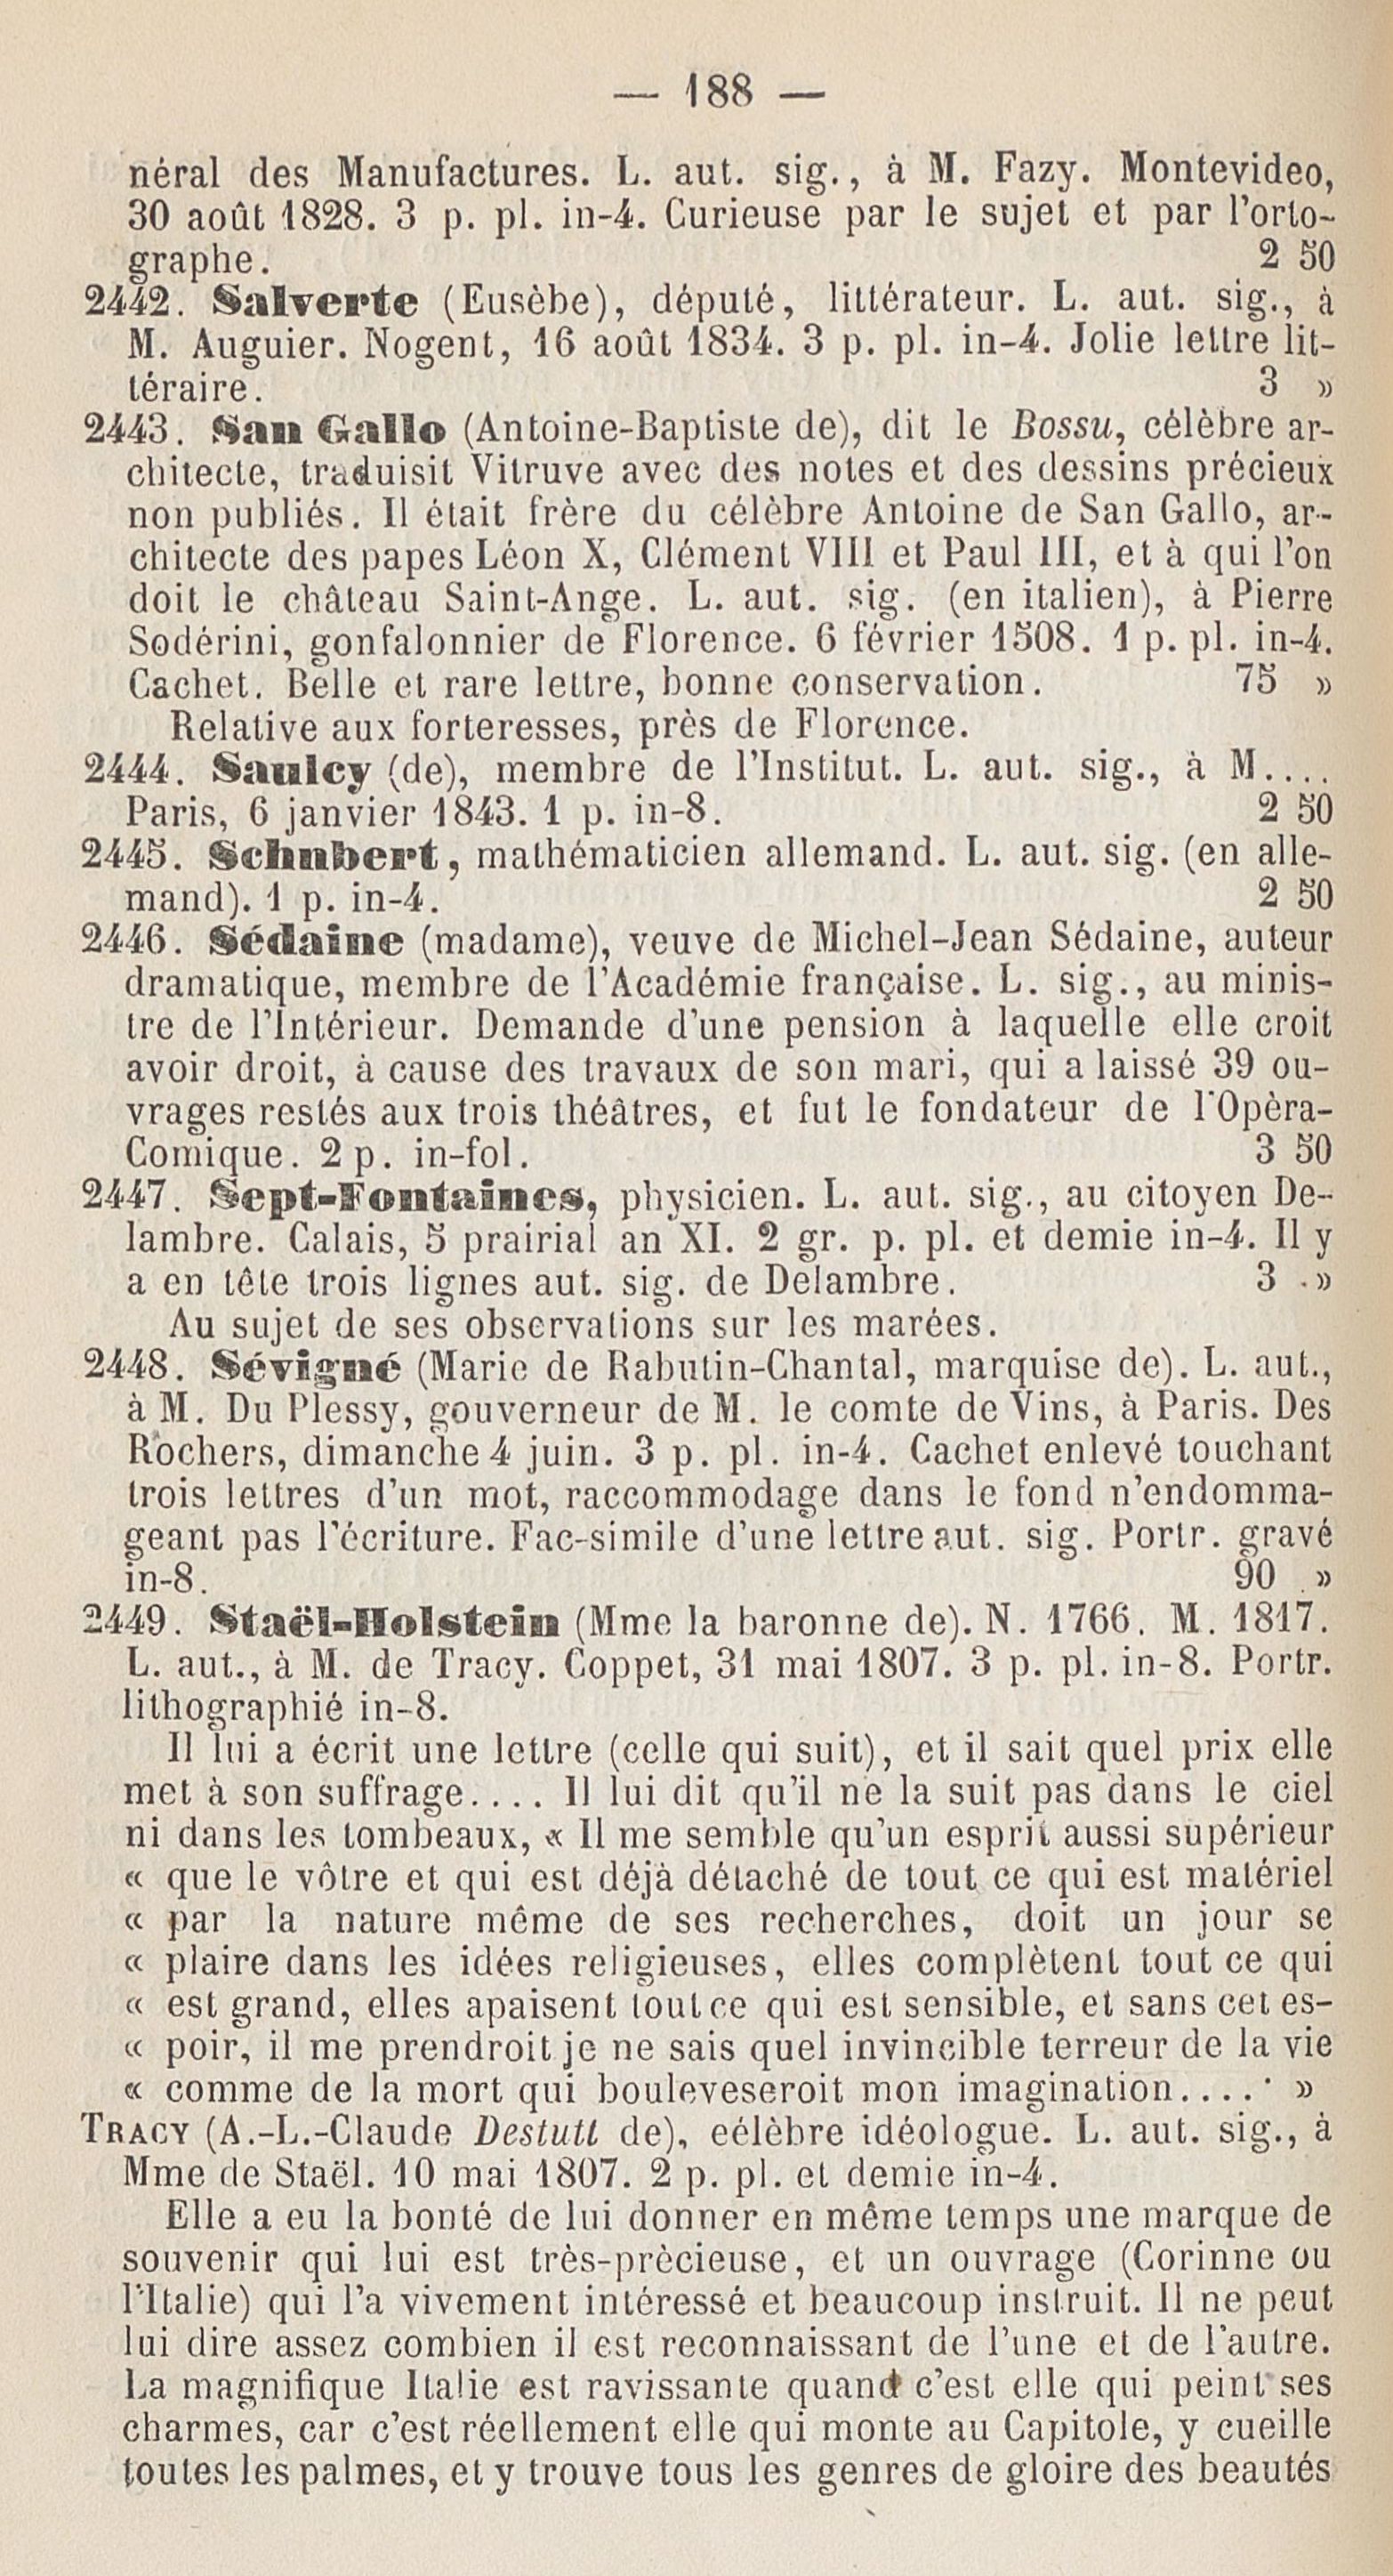 — 188 —
néral des Manufactures. L. aut. sig., à M. Fazy. Montevideo,
30 août 1828. 3 p. pl. in-4. Curieuse par le sujet et par l'orto-
graphe. 2 50
2442. Salverte (Eusèbe), député, littérateur. L. aut. sig., à
M. Auguier. Nogent, 16 août 1834. 3 p. pl. in-4. Jolie lettre lit-
téraire. 3 »
2443. San Gallo (Antoine-Baptiste de), dit le Bossu, célèbre ar-
chitecte, traduisit Vitruve avec des notes et des dessins précieux
non publiés. Il était frère du célèbre Antoine de San Gallo, ar-
chitecte des papes Léon X, Clément VIII et Paul III, et à qui l'on
doit le château Saint-Ange. L. aut. sig. (en italien), à Pierre
Sodérini, gonfalonnier de Florence. 6 février 1508. 1 p. pl. in-4.
Cachet. Belle et rare lettre, bonne conservation. 75 »
Relative aux forteresses, près de Florence.
2444. Saulcy (de), membre de l'Institut. L. aut. sig., à M....
Paris, 6 janvier 1843. 1 p. in-8. 2 50
2445. Schubert, mathématicien allemand. L. aut. sig. (en alle-
mand). 1 p. in-4. 2 50
2446. Sédaine (madame), veuve de Michel-Jean Sédaine, auteur
dramatique, membre de l'Académie française. L. sig., au minis-
tre de l'Intérieur. Demande d'une pension à laquelle elle croit
avoir droit, à cause des travaux de son mari, qui a laissé 39 ou-
vrages restés aux trois théâtres, et fut le fondateur de l'Opèra-
Comique. 2 p. in-fol. 3 50
2447. Sept-Fontaines, physicien. L. aut. sig., au citoyen De-
lambre. Calais, 5 prairial an XI. 2 gr. p. pl. et demie in-4. Il y
a en tête trois lignes aut. sig. de Delambre. 3 »
Au sujet de ses observations sur les marées.
2448. Sévigné (Marie de Rabutin-Chantal, marquise de). L. aut.,
à M. Du Plessy, gouverneur de M. le comte de Vins, à Paris. Des
Rochers, dimanche 4 juin. 3 p. pl. in-4. Cachet enlevé touchant
trois lettres d'un mot, raccommodage dans le fond n'endomma-
geant pas l'écriture. Fac-simile d'une lettre aut. sig. Portr. gravé
in-8. 90 »
2449. Staël-Holstein (Mme la baronne de). N. 1766. M. 1817.
L. aut., à M. de Tracy. Coppet, 31 mai 1807. 3 p. pl. in-8. Portr.
lithographié in-8.
Il lui a écrit une lettre (celle qui suit), et il sait quel prix elle
met à son suffrage.... Il lui dit qu'il ne la suit pas dans le ciel
ni dans les tombeaux, « Il me semble qu'un esprit aussi supérieur
« que le vôtre et qui est déjà détaché de tout ce qui est matériel
« par la nature même de ses recherches, doit un jour se
« plaire dans les idées religieuses, elles complètent tout ce qui
« est grand, elles apaisent tout ce qui est sensible, et sans cet es-
« poir, il me prendroit je ne sais quel invincible terreur de la vie
« comme de la mort qui bouleveseroit mon imagination.... »
TRACY (A.-L.-Claude Destutt de), eélèbre idéologue. L. aut. sig., à
Mme de Staël. 10 mai 1807. 2 p. pl. et demie in-4.
Elle a eu la bonté de lui donner en même temps une marque de
souvenir qui lui est très-prècieuse, et un ouvrage (Corinne ou
l'Italie) qui l'a vivement intéressé et beaucoup instruit. Il ne peut
lui dire assez combien il est reconnaissant de l'une et de l'autre.
La magnifique Italie est ravissante quand c'est elle qui peint ses
charmes, car c'est réellement elle qui monte au Capitole, y cueille
toutes les palmes, et y trouve tous les genres de gloire des beautés